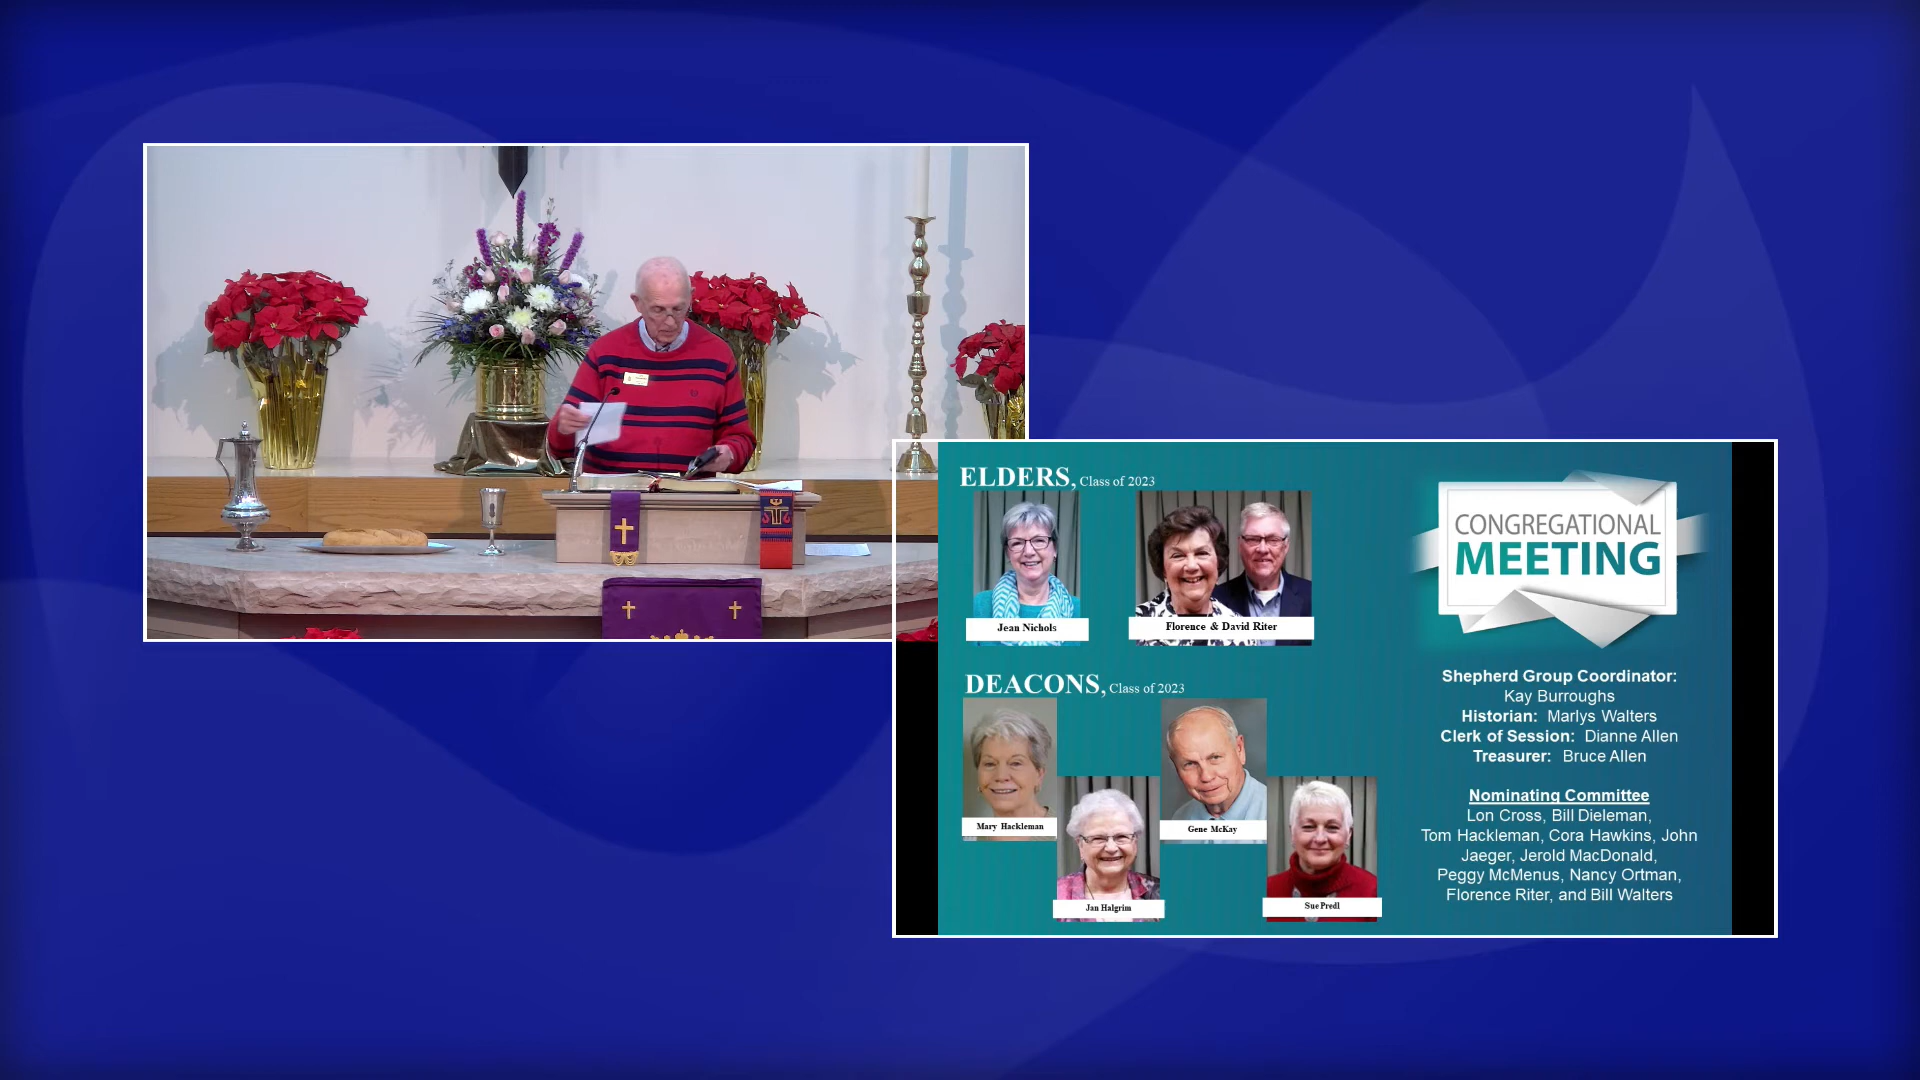 ELDERS, Class of 2023
Jean Nichols
Florence & David Riter
DEACONS, Class of 2023
Mary Hackleman
Jan Halgrim
Gene McKay
Sue Predl
CONGREGATIONAL
MEETING
Shepherd Group Coordinator:
Kay Burroughs
Historian: Marlys Walters
Clerk of Session: Dianne Allen
Treasurer: Bruce Allen
Nominating Committee
Lon Cross, Bill Dieleman,
Tom Hackleman, Cora Hawkins, John
Jaeger, Jerold MacDonald,
Peggy McMenus, Nancy Ortman,
Florence Riter, and Bill Walters